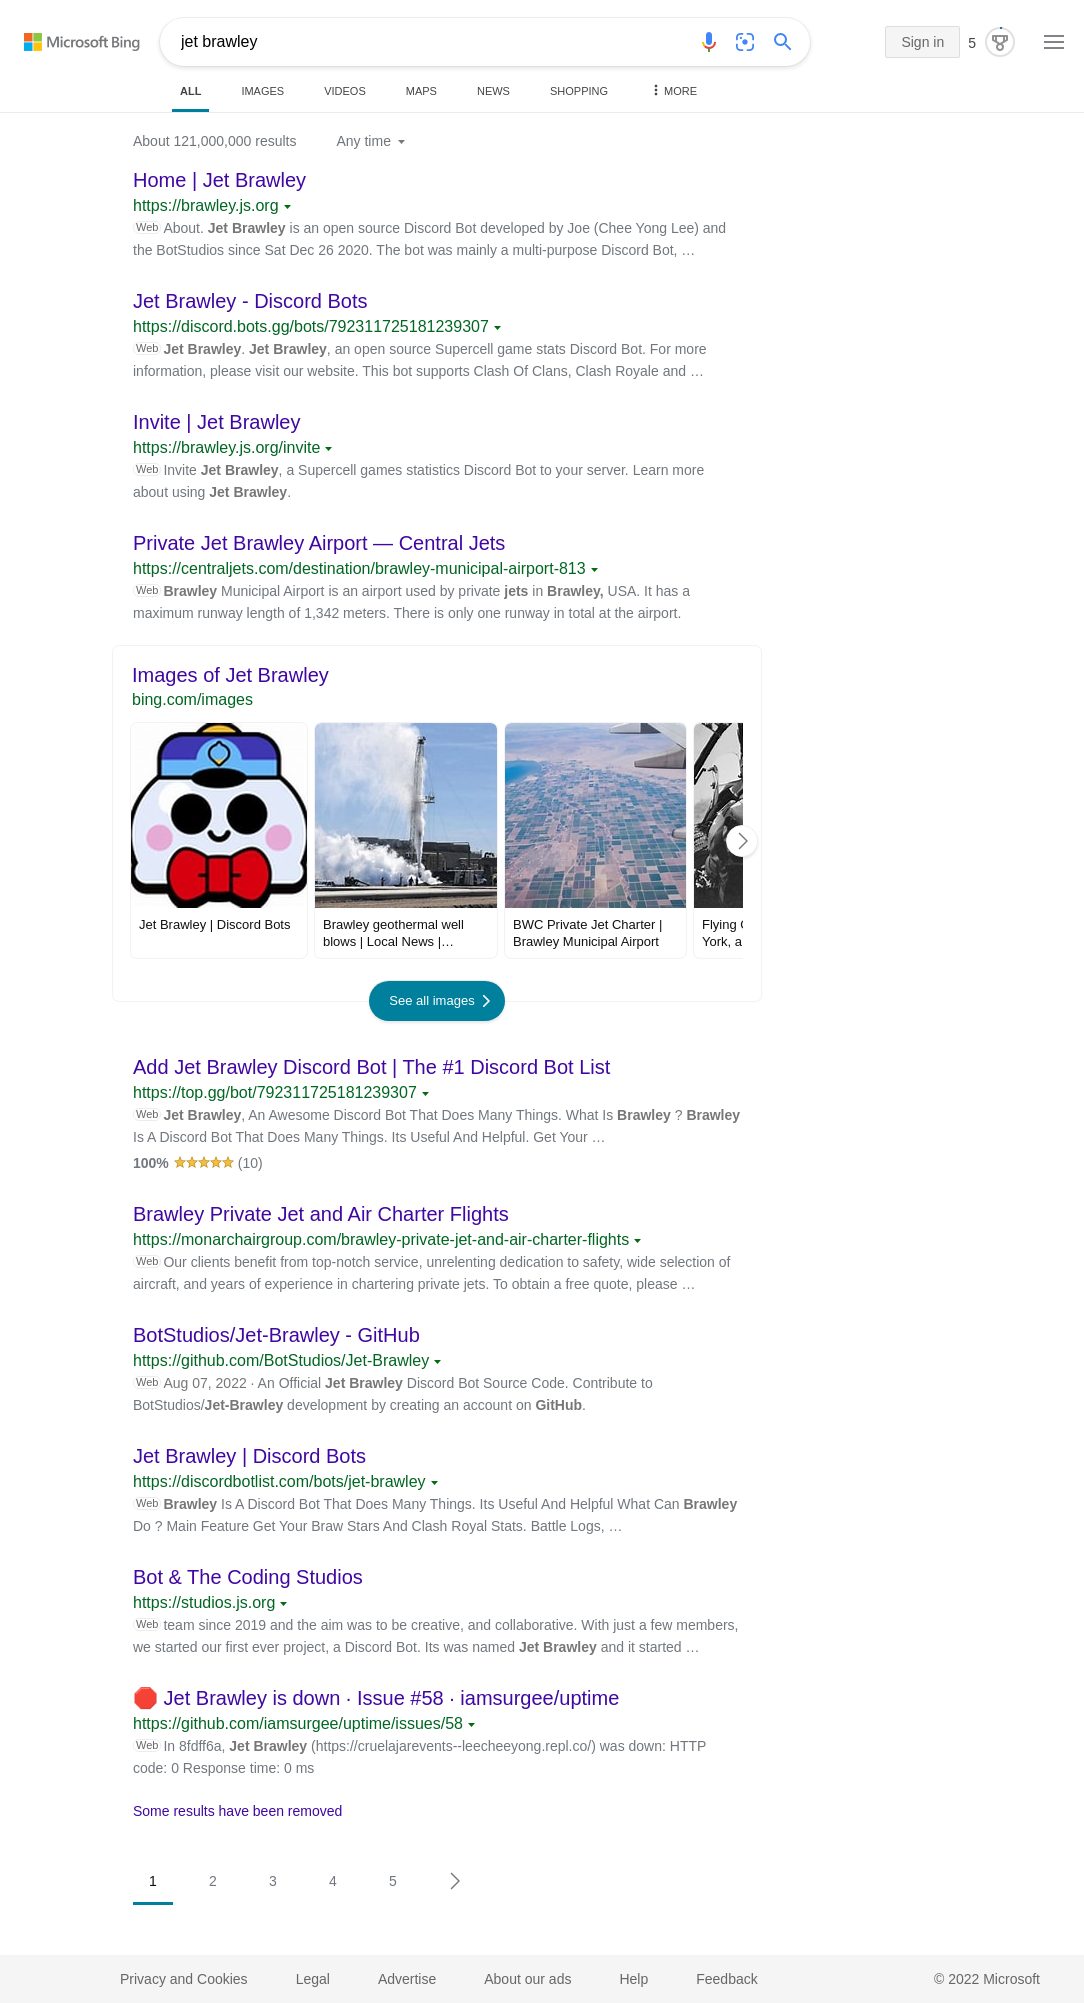 Microsoft Bing
jet brawley
Sign in
5
ALL IMAGES VIDEOS MAPS NEWS SHOPPING MORE
About 121,000,000 results Any time
Home | Jet Brawley
https://brawley.js.org
Web About. Jet Brawley is an open source Discord Bot developed by Joe (Chee Yong Lee) and
the BotStudios since Sat Dec 26 2020. The bot was mainly a multi-purpose Discord Bot, …
Jet Brawley - Discord Bots
https://discord.bots.gg/bots/792311725181239307
Web Jet Brawley. Jet Brawley, an open source Supercell game stats Discord Bot. For more
information, please visit our website. This bot supports Clash Of Clans, Clash Royale and …
Invite | Jet Brawley
https://brawley.js.org/invite
Web Invite Jet Brawley, a Supercell games statistics Discord Bot to your server. Learn more
about using Jet Brawley.
Private Jet Brawley Airport — Central Jets
https://centraljets.com/destination/brawley-municipal-airport-813
Web Brawley Municipal Airport is an airport used by private jets in Brawley, USA. It has a
maximum runway length of 1,342 meters. There is only one runway in total at the airport.
Images of Jet Brawley
bing.com/images
Jet Brawley | Discord Bots
Brawley geothermal well
blows | Local News |…
BWC Private Jet Charter |
Brawley Municipal Airport
Flying
York, a
See all images
Add Jet Brawley Discord Bot | The #1 Discord Bot List
https://top.gg/bot/792311725181239307
Web Jet Brawley, An Awesome Discord Bot That Does Many Things. What Is Brawley ? Brawley
Is A Discord Bot That Does Many Things. Its Useful And Helpful. Get Your …
100% (10)
Brawley Private Jet and Air Charter Flights
https://monarchairgroup.com/brawley-private-jet-and-air-charter-flights
Web Our clients benefit from top-notch service, unrelenting dedication to safety, wide selection of
aircraft, and years of experience in chartering private jets. To obtain a free quote, please …
BotStudios/Jet-Brawley - GitHub
https://github.com/BotStudios/Jet-Brawley
Web Aug 07, 2022 · An Official Jet Brawley Discord Bot Source Code. Contribute to
BotStudios/Jet-Brawley development by creating an account on GitHub.
Jet Brawley | Discord Bots
https://discordbotlist.com/bots/jet-brawley
Web Brawley Is A Discord Bot That Does Many Things. Its Useful And Helpful What Can Brawley
Do ? Main Feature Get Your Braw Stars And Clash Royal Stats. Battle Logs, …
Bot & The Coding Studios
https://studios.js.org
Web team since 2019 and the aim was to be creative, and collaborative. With just a few members,
we started our first ever project, a Discord Bot. Its was named Jet Brawley and it started …
🛑 Jet Brawley is down · Issue #58 · iamsurgee/uptime
https://github.com/iamsurgee/uptime/issues/58
Web In 8fdff6a, Jet Brawley (https://cruelajarevents--leecheeyong.repl.co/) was down: HTTP
code: 0 Response time: 0 ms
Some results have been removed
1 2 3 4 5
Privacy and Cookies Legal Advertise About our ads Help Feedback © 2022 Microsoft